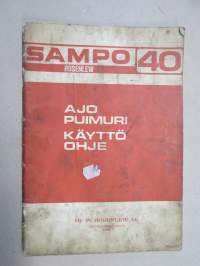 SAMPO 40
ROSENLEW
AJO
PUIMURI
KÄYTTÖ
OHJE
Oy W. ROSENLEW Ab